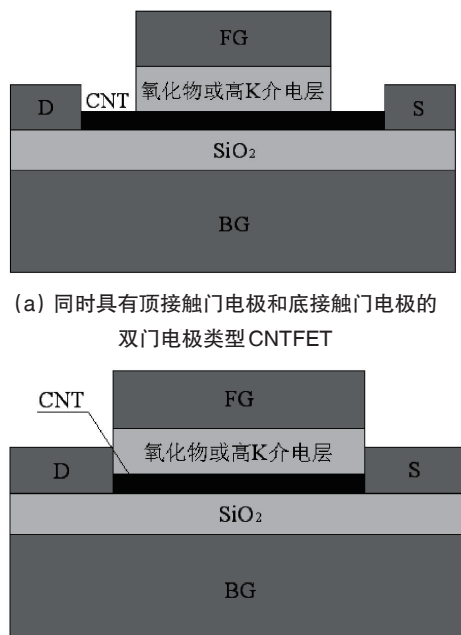 FG
氧化物或高K介电层
D CNT S
SiO₂
BG
(a) 同时具有顶接触门电极和底接触门电极的
双门电极类型CNTFET
CNT
FG
氧化物或高K介电层
D S
SiO₂
BG